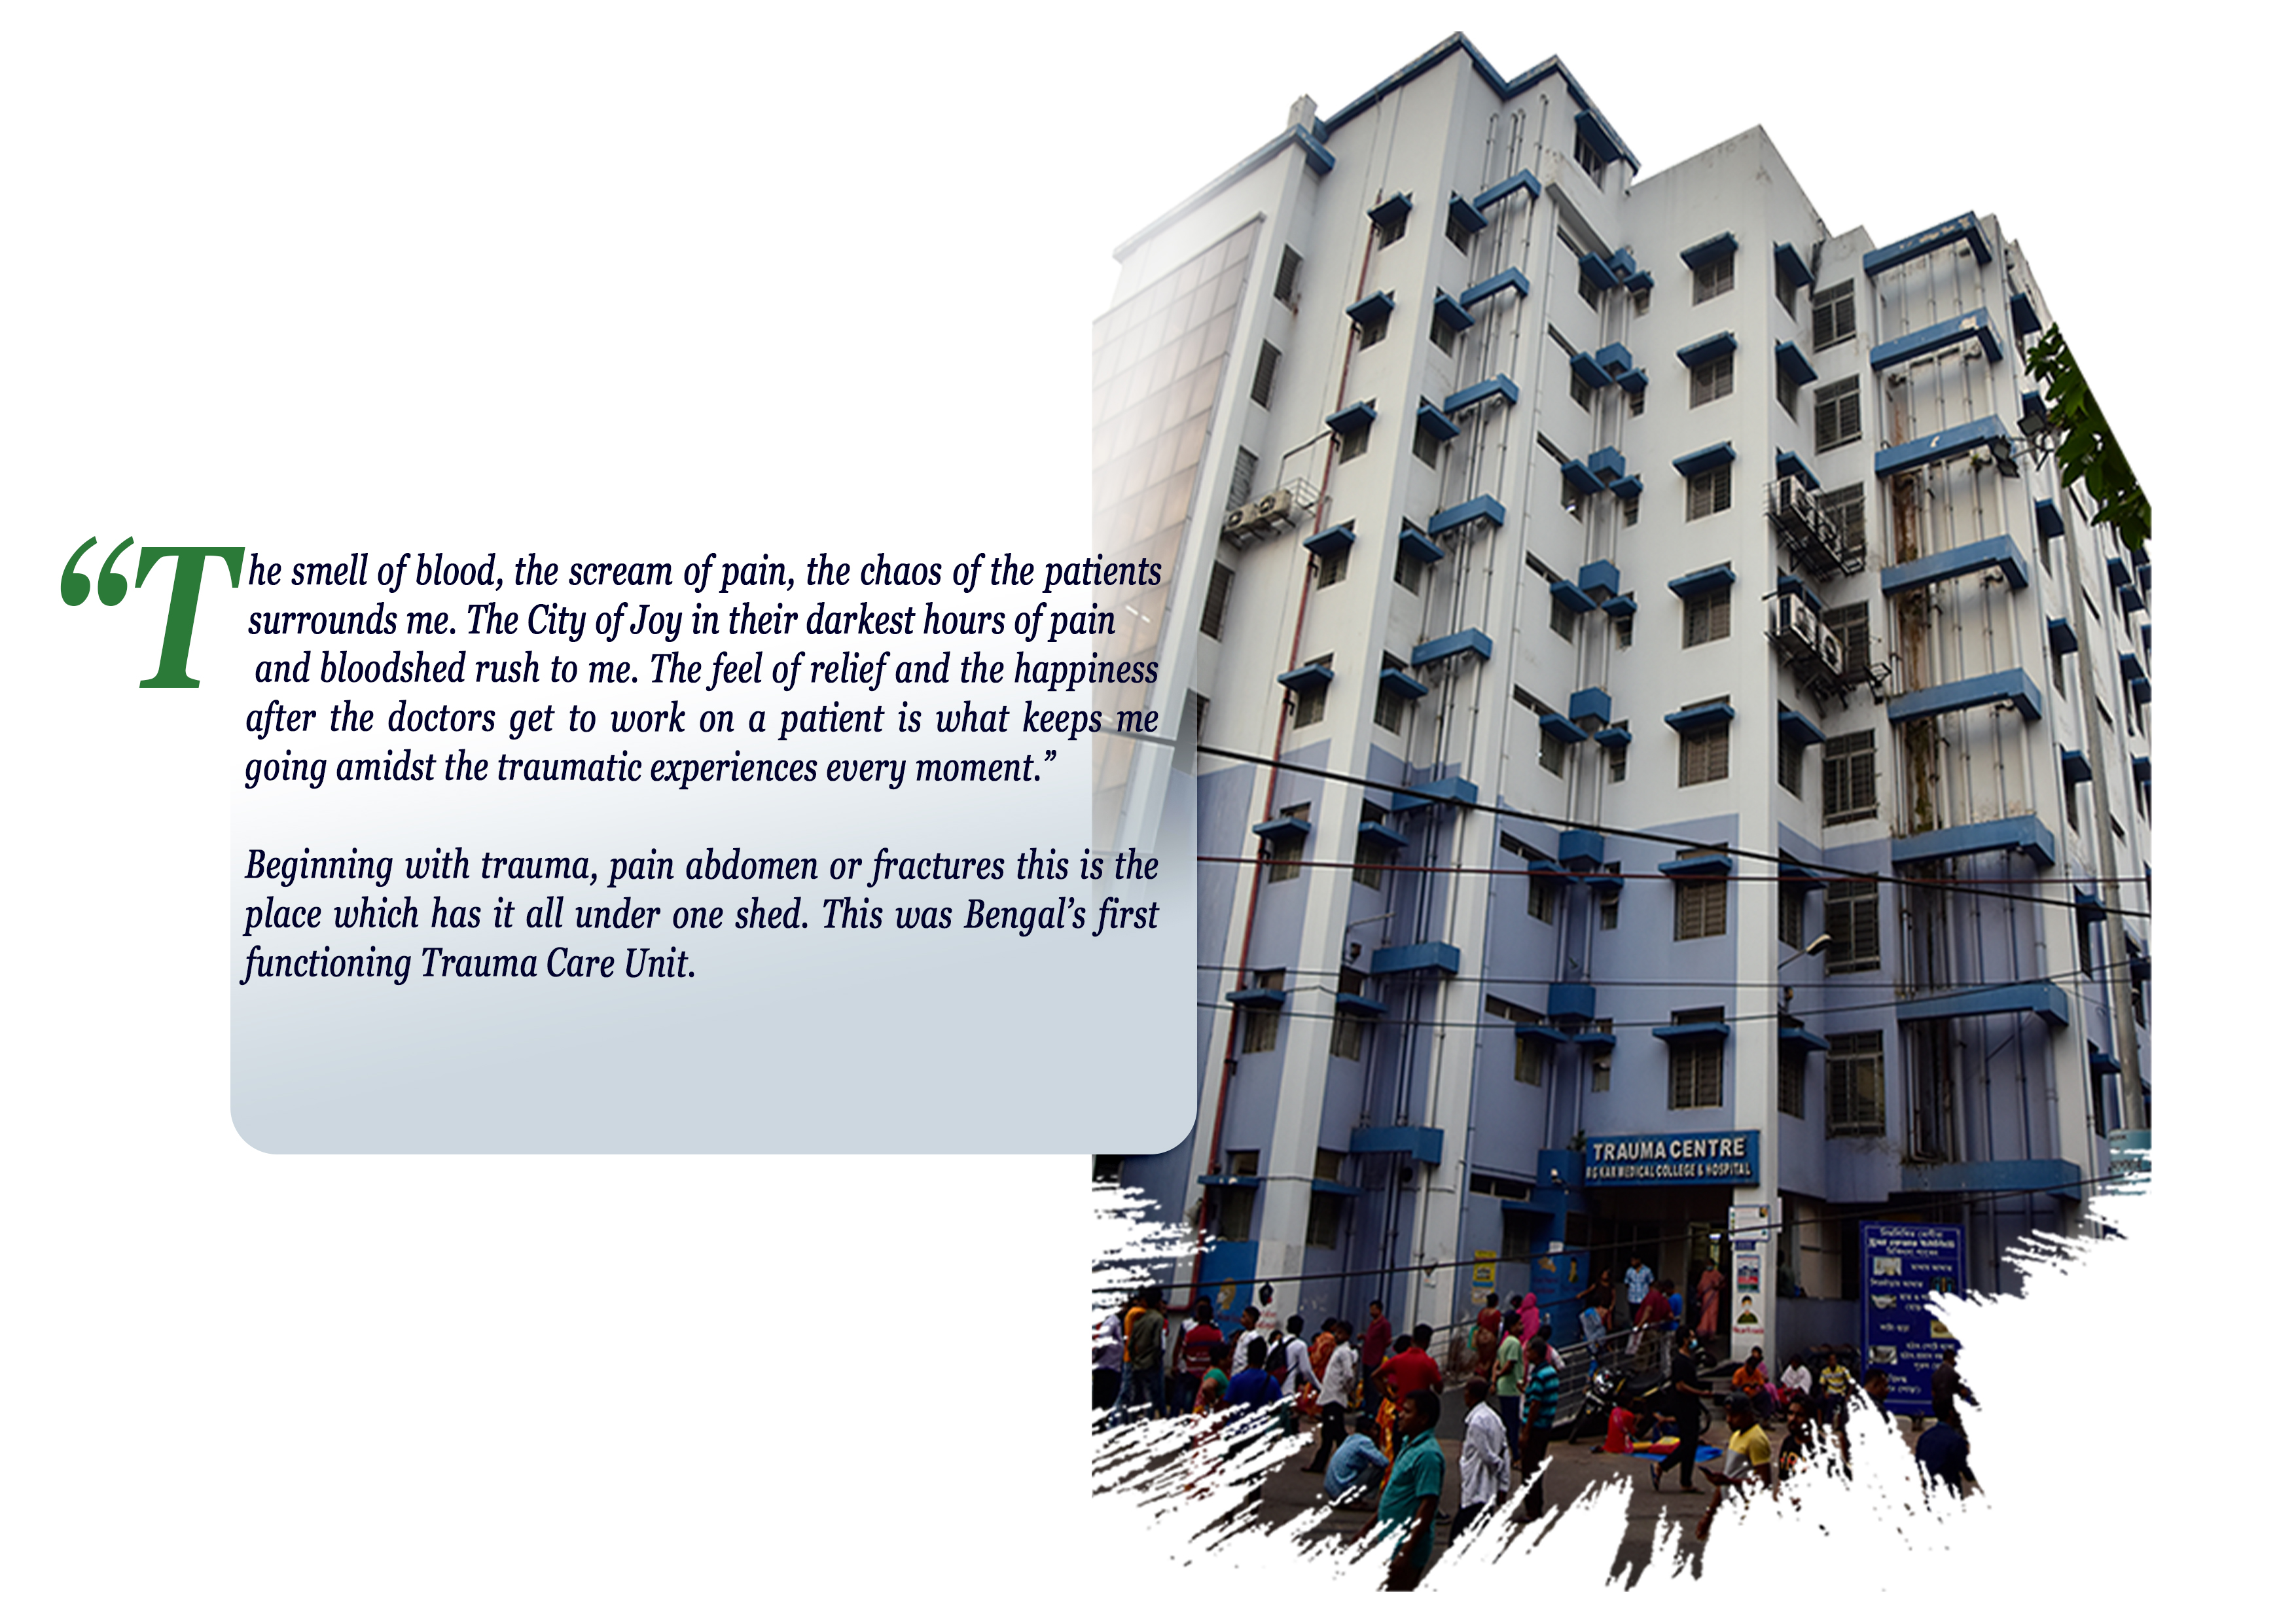 “The smell of blood, the scream of pain, the chaos of the patients
surrounds me. The City of Joy in their darkest hours of pain
and bloodshed rush to me. The feel of relief and the happiness
after the doctors get to work on a patient is what keeps me
going amidst the traumatic experiences every moment.”
Beginning with trauma, pain abdomen or fractures this is the
place which has it all under one shed. This was Bengal’s first
functioning Trauma Care Unit.
TRAUMA CENTRE
R G KAR MEDICAL COLLEGE & HOSPITAL